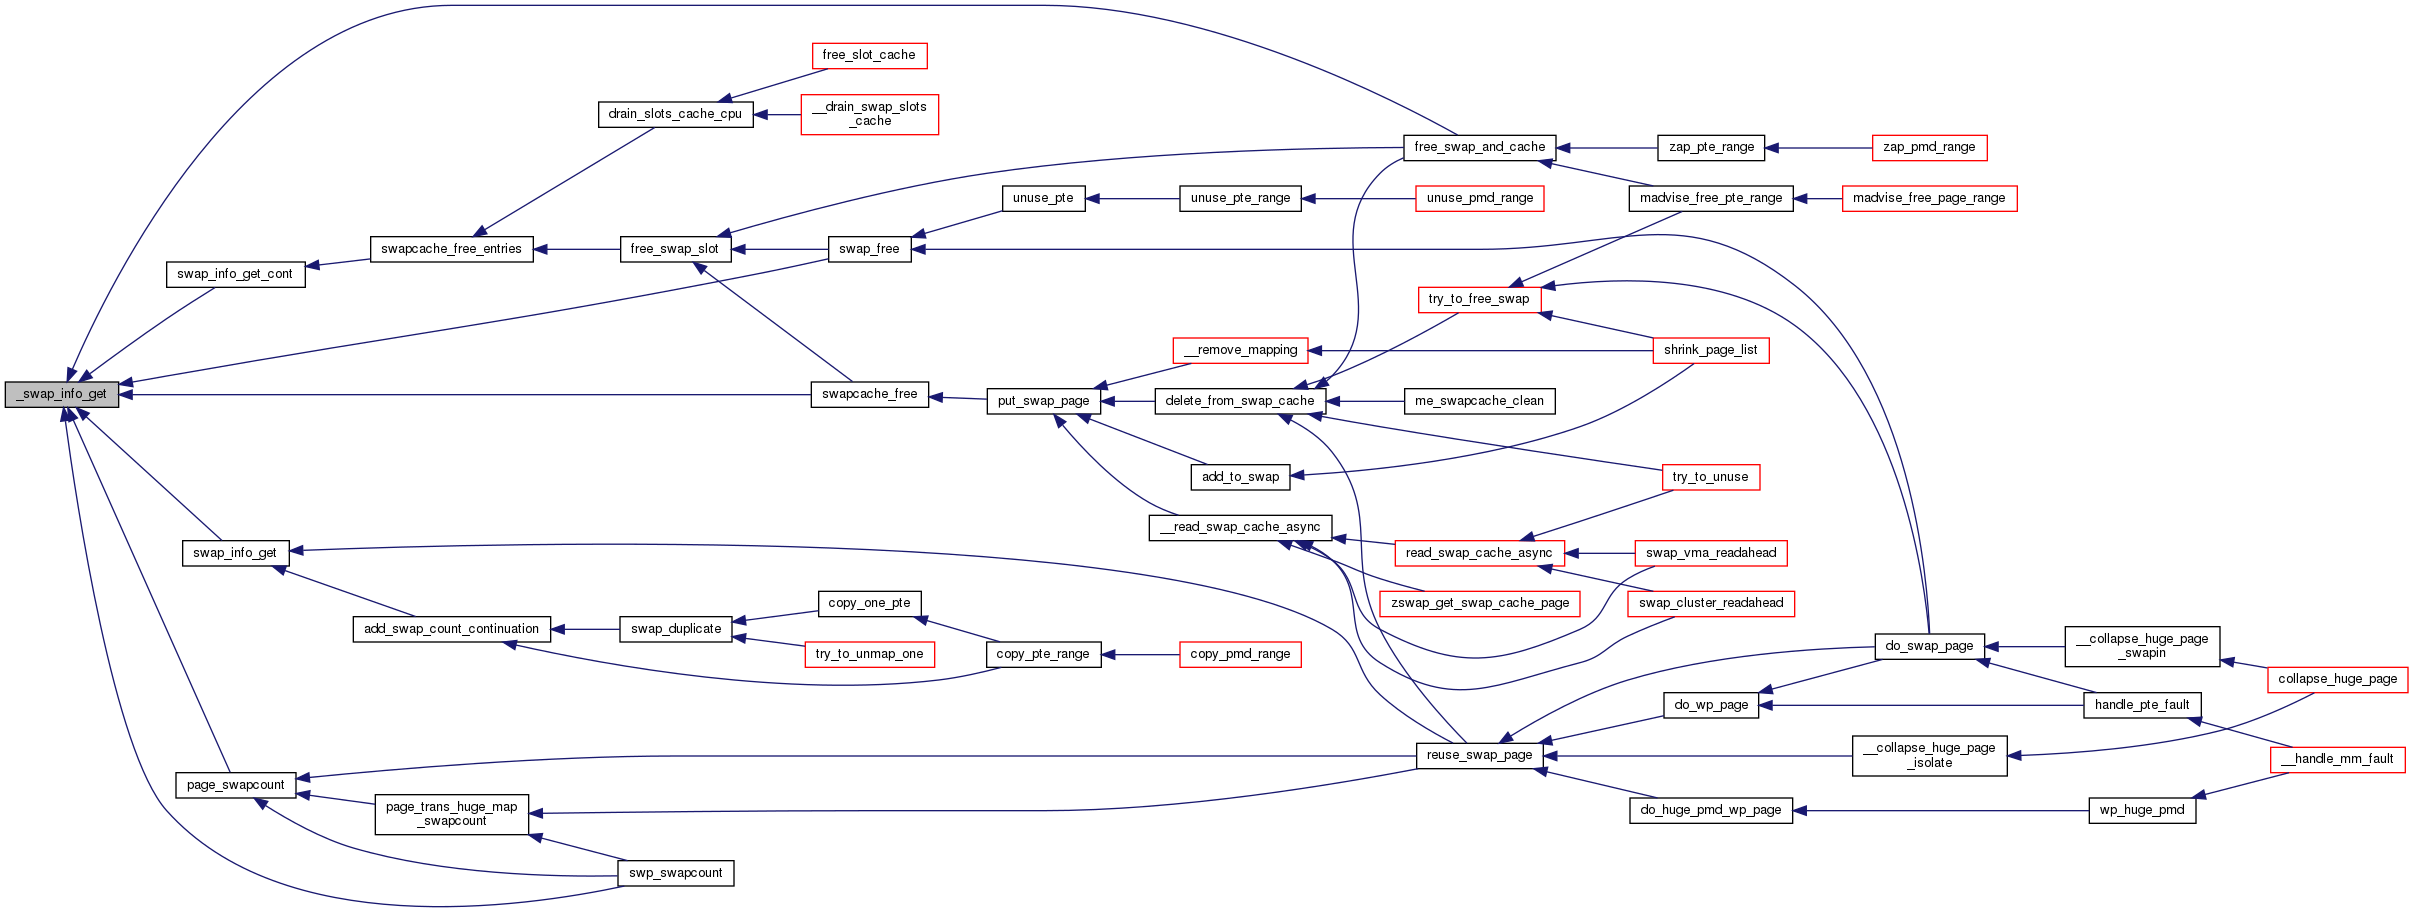 free_slot_cache
__drain_swap_slots
_cache
drain_slots_cache_cpu
free_swap_and_cache
zap_pte_range
zap_pmd_range
unuse_pte
unuse_pte_range
unuse_pmd_range
madvise_free_pte_range
madvise_free_page_range
swapcache_free_entries
free_swap_slot
swap_free
swap_info_get_cont
try_to_free_swap
__remove_mapping
shrink_page_list
_swap_info_get
swapcache_free
put_swap_page
delete_from_swap_cache
me_swapcache_clean
add_to_swap
try_to_unuse
__read_swap_cache_async
swap_info_get
read_swap_cache_async
swap_vma_readahead
copy_one_pte
zswap_get_swap_cache_page
swap_cluster_readahead
add_swap_count_continuation
swap_duplicate
try_to_unmap_one
copy_pte_range
copy_pmd_range
do_swap_page
__collapse_huge_page
_swapin
collapse_huge_page
do_wp_page
handle_pte_fault
reuse_swap_page
__collapse_huge_page
_isolate
__handle_mm_fault
page_swapcount
page_trans_huge_map
_swapcount
do_huge_pmd_wp_page
wp_huge_pmd
swp_swapcount